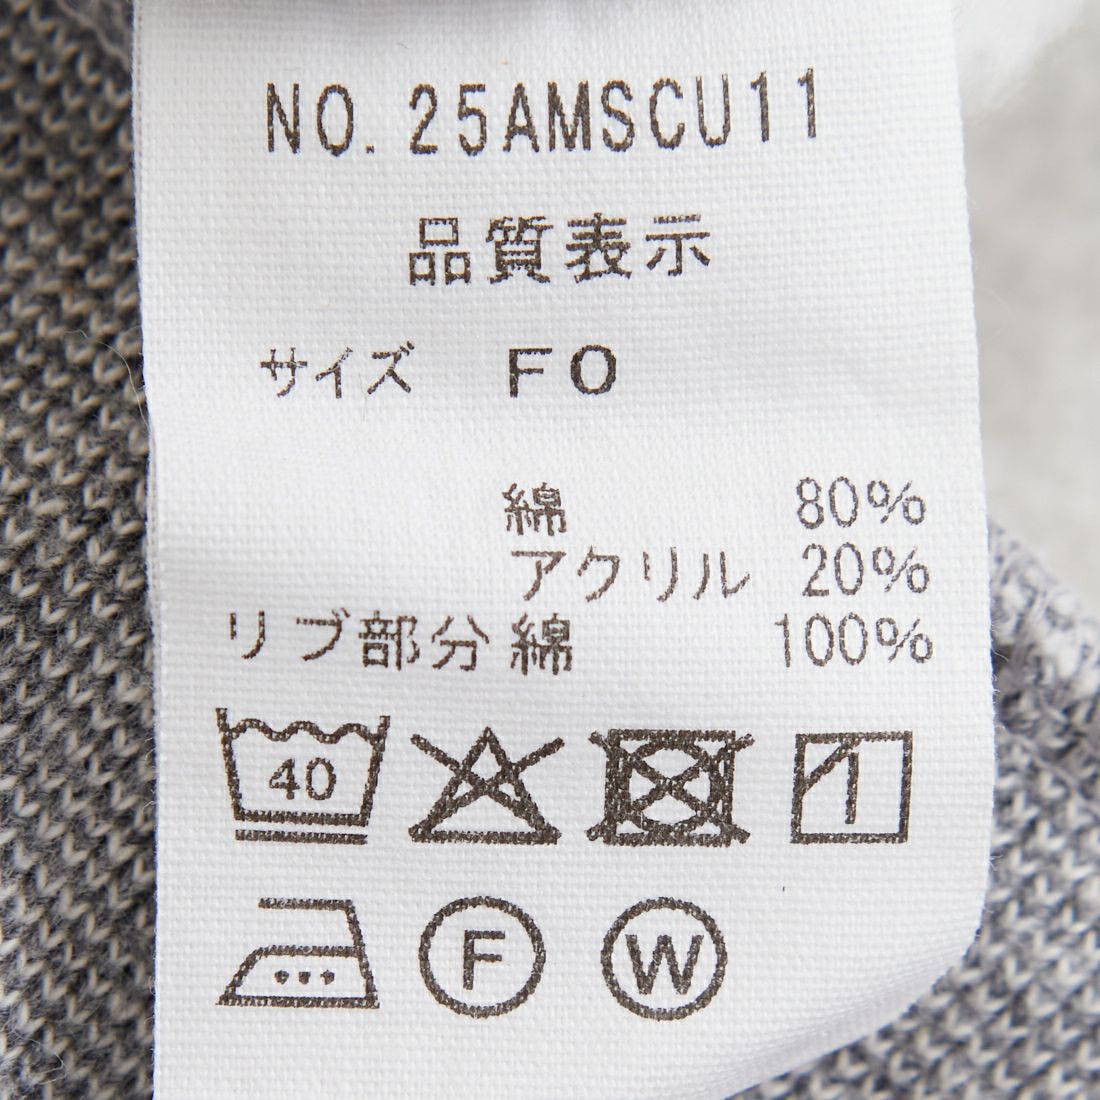 NO. 25AMSCU11
品質表示
サイズ FO
綿 80%
アクリル 20%
リブ部分 綿 100%
40
F W